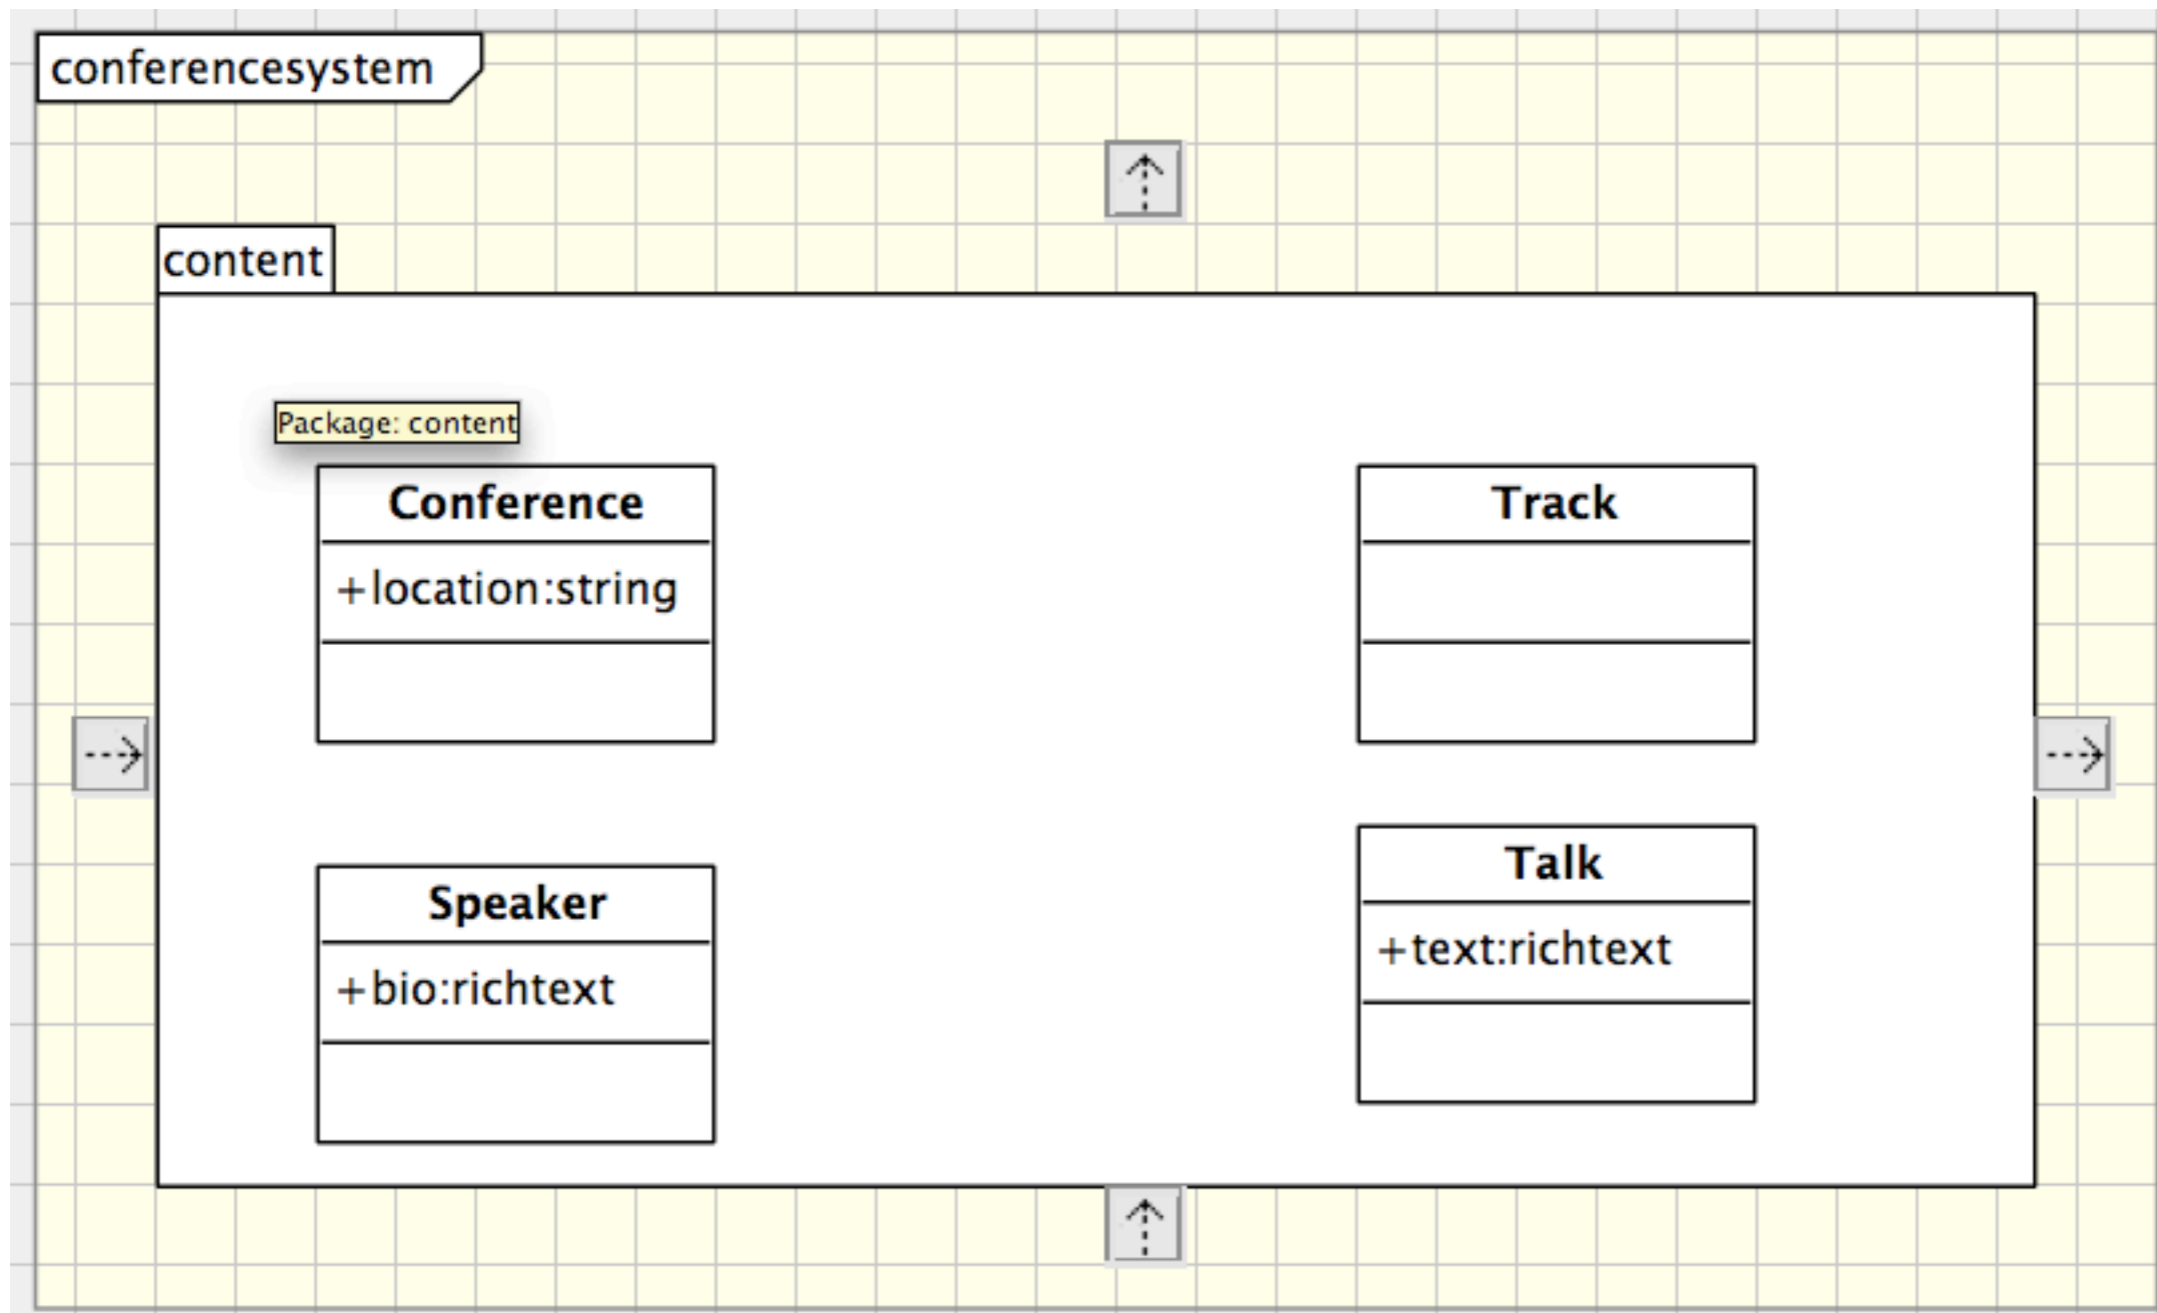 conferencesystem
content
Package: content
Conference
+location:string
Track
Speaker
+bio:richtext
Talk
+text:richtext